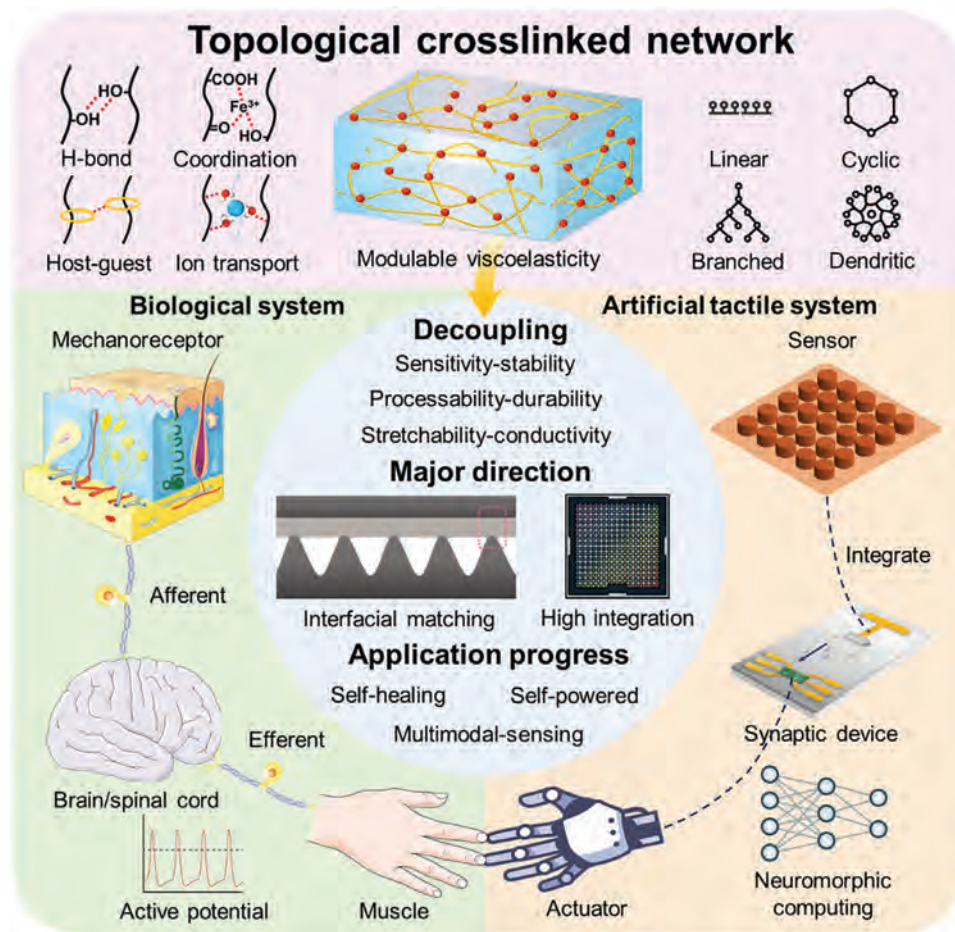 Topological crosslinked network
HO
OH
H-bond
COOH
Fe³⁺
=O
HO
Coordination
Host-guest
Ion transport
Modulable viscoelasticity
Linear
Cyclic
Branched
Dendritic
Biological system
Mechanoreceptor
Afferent
Efferent
Brain/spinal cord
Active potential
Muscle
Decoupling
Sensitivity-stability
Processability-durability
Stretchability-conductivity
Major direction
Interfacial matching
High integration
Application progress
Self-healing
Self-powered
Multimodal-sensing
Artificial tactile system
Sensor
Integrate
Synaptic device
Actuator
Neuromorphic
computing